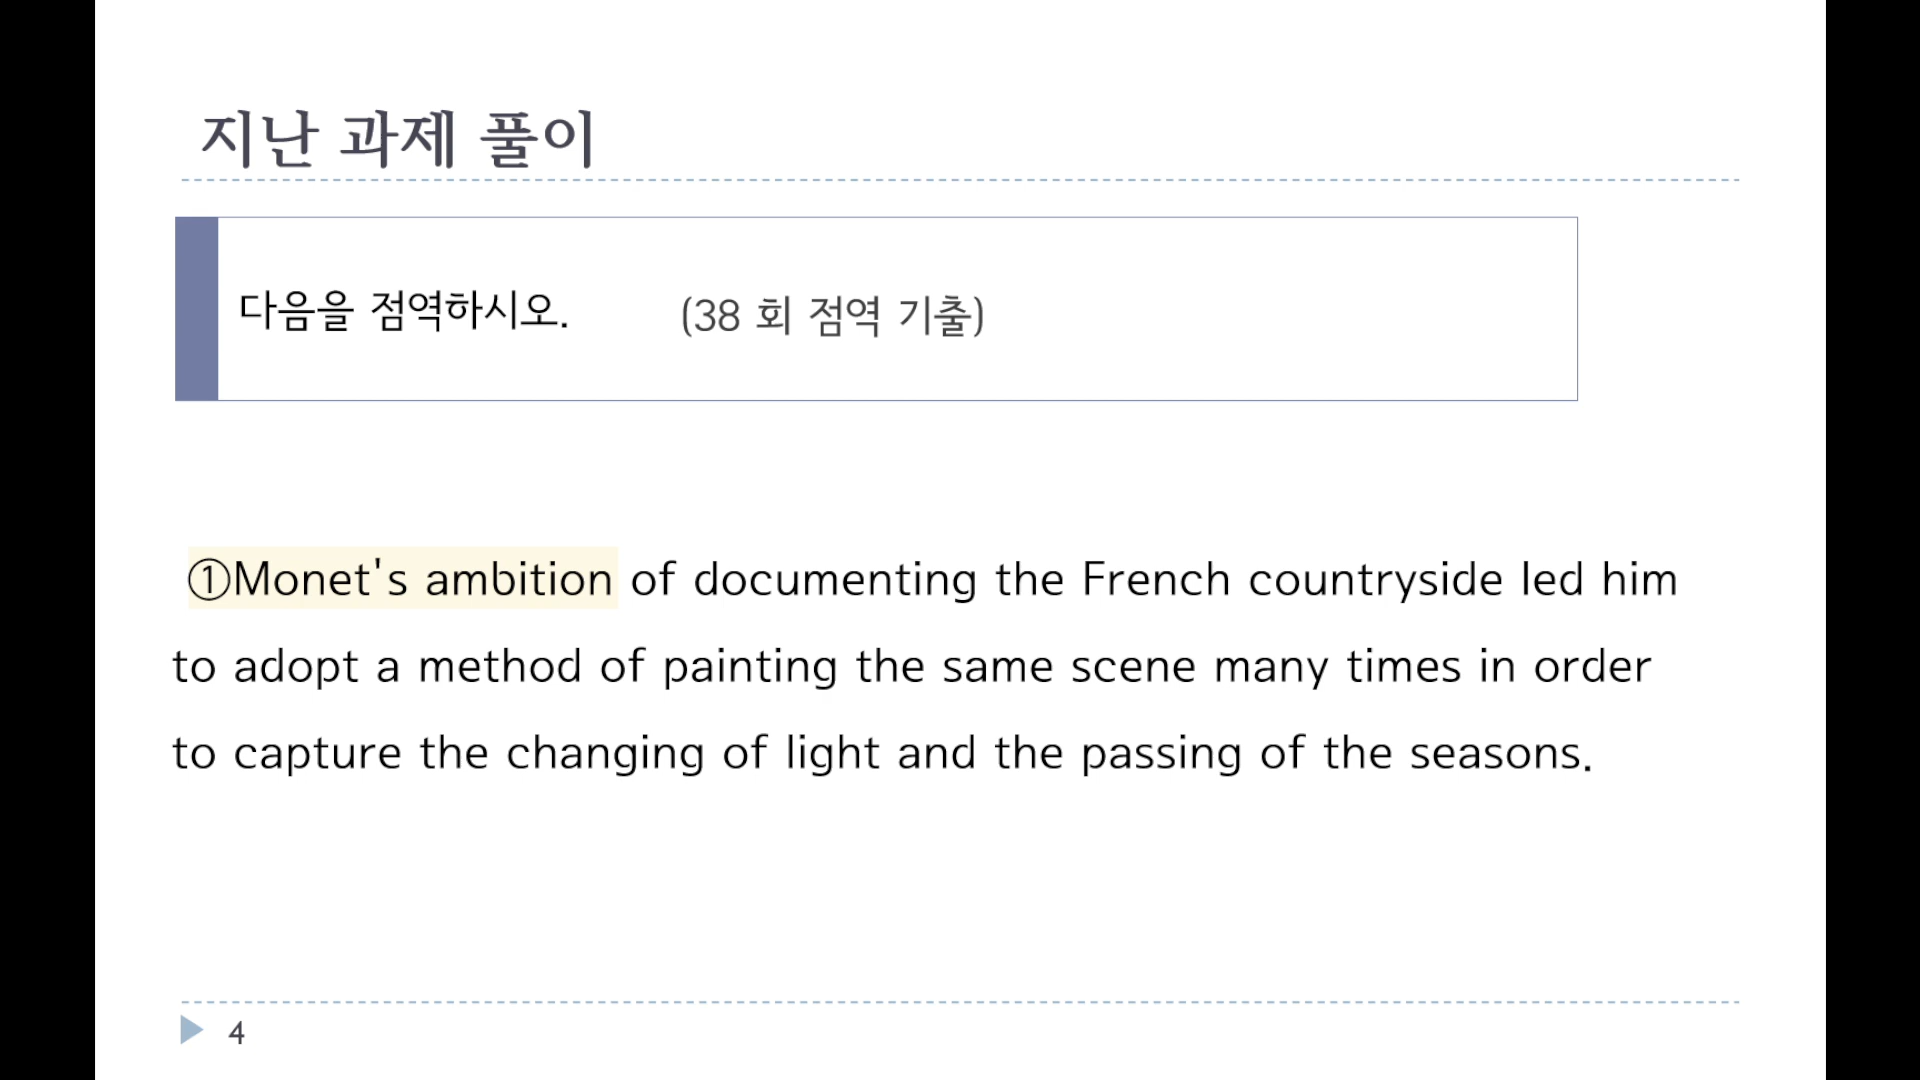 지난 과제 풀이
다음을 점역하시오. (38 회 점역 기출)
①Monet's ambition of documenting the French countryside led him
to adopt a method of painting the same scene many times in order
to capture the changing of light and the passing of the seasons.
4